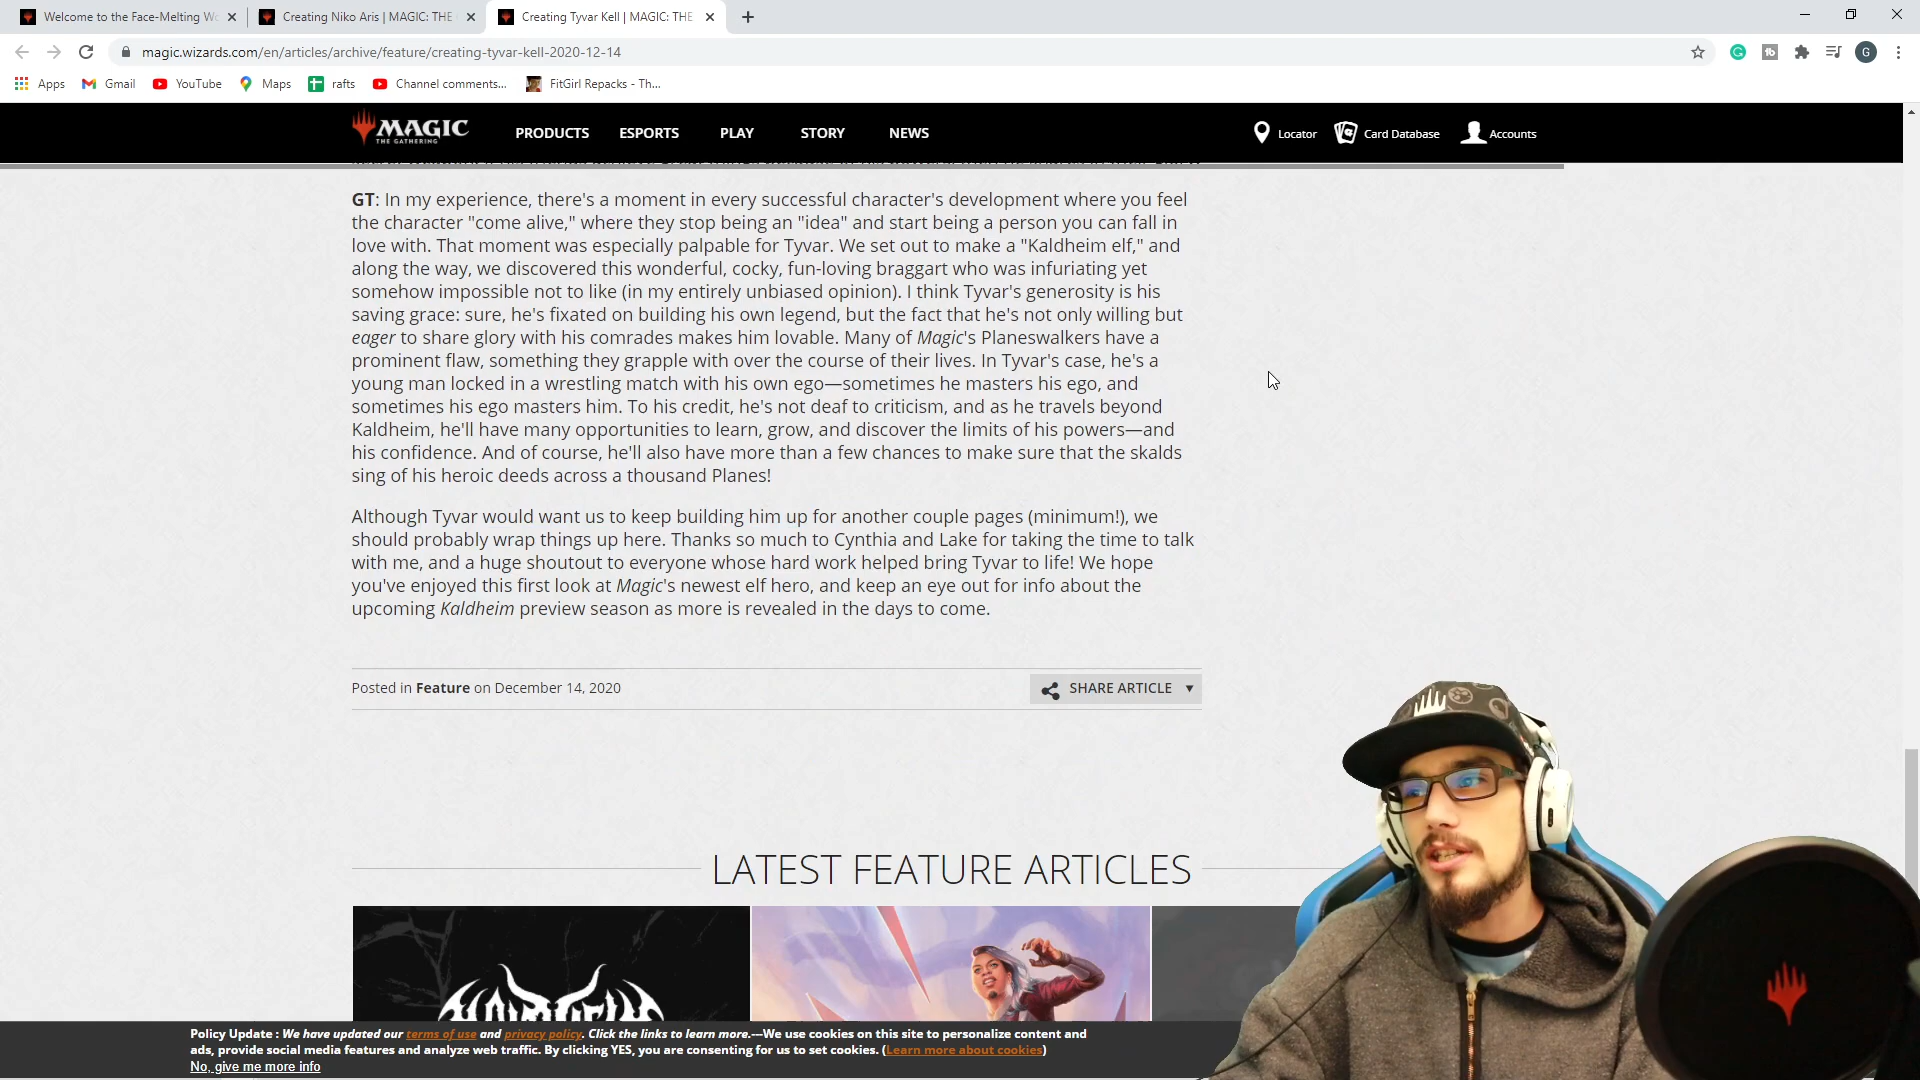 Welcome to the Face-Melting Wo
Creating Niko Aris | MAGIC: THE
Creating Tyvar Kell | MAGIC: THE
magic.wizards.com/en/articles/archive/feature/creating-tyvar-kell-2020-12-14
G
Apps
Gmail
YouTube
Maps
rafts
Channel comments...
FitGirl Repacks - Th...
MAGIC
THE GATHERING
PRODUCTS
ESPORTS
PLAY
STORY
NEWS
Locator
Card Database
Accounts
GT: In my experience, there's a moment in every successful character's development where you feel
the character "come alive," where they stop being an "idea" and start being a person you can fall in
love with. That moment was especially palpable for Tyvar. We set out to make a "Kaldheim elf," and
along the way, we discovered this wonderful, cocky, fun-loving braggart who was infuriating yet
somehow impossible not to like (in my entirely unbiased opinion). I think Tyvar's generosity is his
saving grace: sure, he's fixated on building his own legend, but the fact that he's not only willing but
eager to share glory with his comrades makes him lovable. Many of Magic's Planeswalkers have a
prominent flaw, something they grapple with over the course of their lives. In Tyvar's case, he's a
young man locked in a wrestling match with his own ego—sometimes he masters his ego, and
sometimes his ego masters him. To his credit, he's not deaf to criticism, and as he travels beyond
Kaldheim, he'll have many opportunities to learn, grow, and discover the limits of his powers—and
his confidence. And of course, he'll also have more than a few chances to make sure that the skalds
sing of his heroic deeds across a thousand Planes!
Although Tyvar would want us to keep building him up for another couple pages (minimum!), we
should probably wrap things up here. Thanks so much to Cynthia and Lake for taking the time to talk
with me, and a huge shoutout to everyone whose hard work helped bring Tyvar to life! We hope
you've enjoyed this first look at Magic's newest elf hero, and keep an eye out for info about the
upcoming Kaldheim preview season as more is revealed in the days to come.
Posted in Feature on December 14, 2020
SHARE ARTICLE
LATEST FEATURE ARTICLES
Policy Update : We have updated our terms of use and privacy policy. Click the links to learn more.---We use cookies on this site to personalize content and
ads, provide social media features and analyze web traffic. By clicking YES, you are consenting for us to set cookies. (Learn more about cookies)
No, give me more info